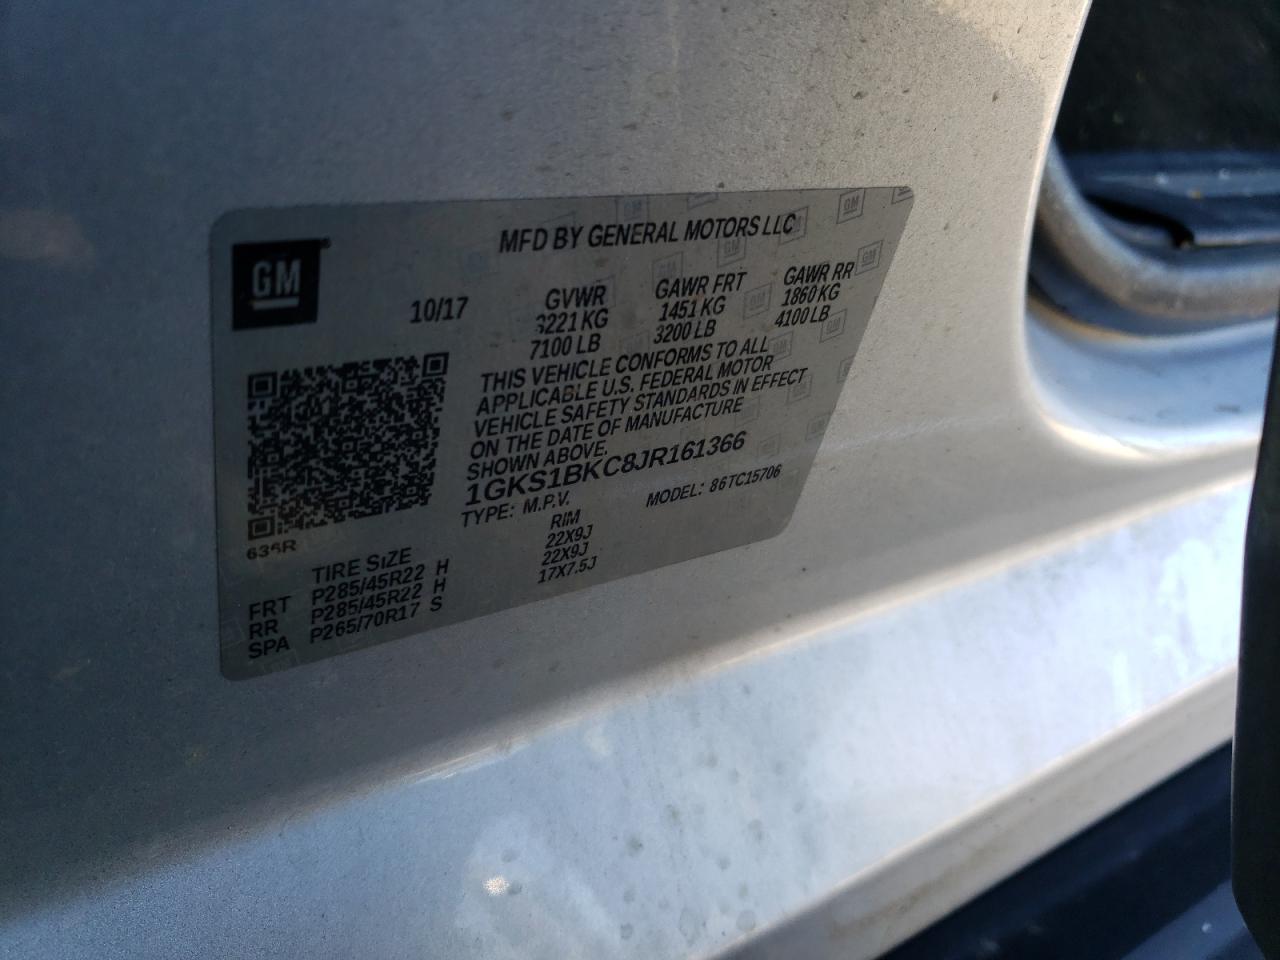 GM
MFD BY GENERAL MOTORS LLC
10/17
GVWR GAWR FRT GAWR RR
3221 KG 1451 KG 1860 KG
7100 LB 3200 LB 4100 LB
THIS VEHICLE CONFORMS TO ALL
APPLICABLE U.S. FEDERAL MOTOR
VEHICLE SAFETY STANDARDS IN EFFECT
ON THE DATE OF MANUFACTURE
SHOWN ABOVE.
1GKS1BKC8JR161366
TYPE: M.P.V. MODEL: 86TC15706
TIRE SIZE RIM
FRT P285/45R22 H 22X9J
RR P285/45R22 H 22X9J
SPA P265/70R17 S 17X7.5J